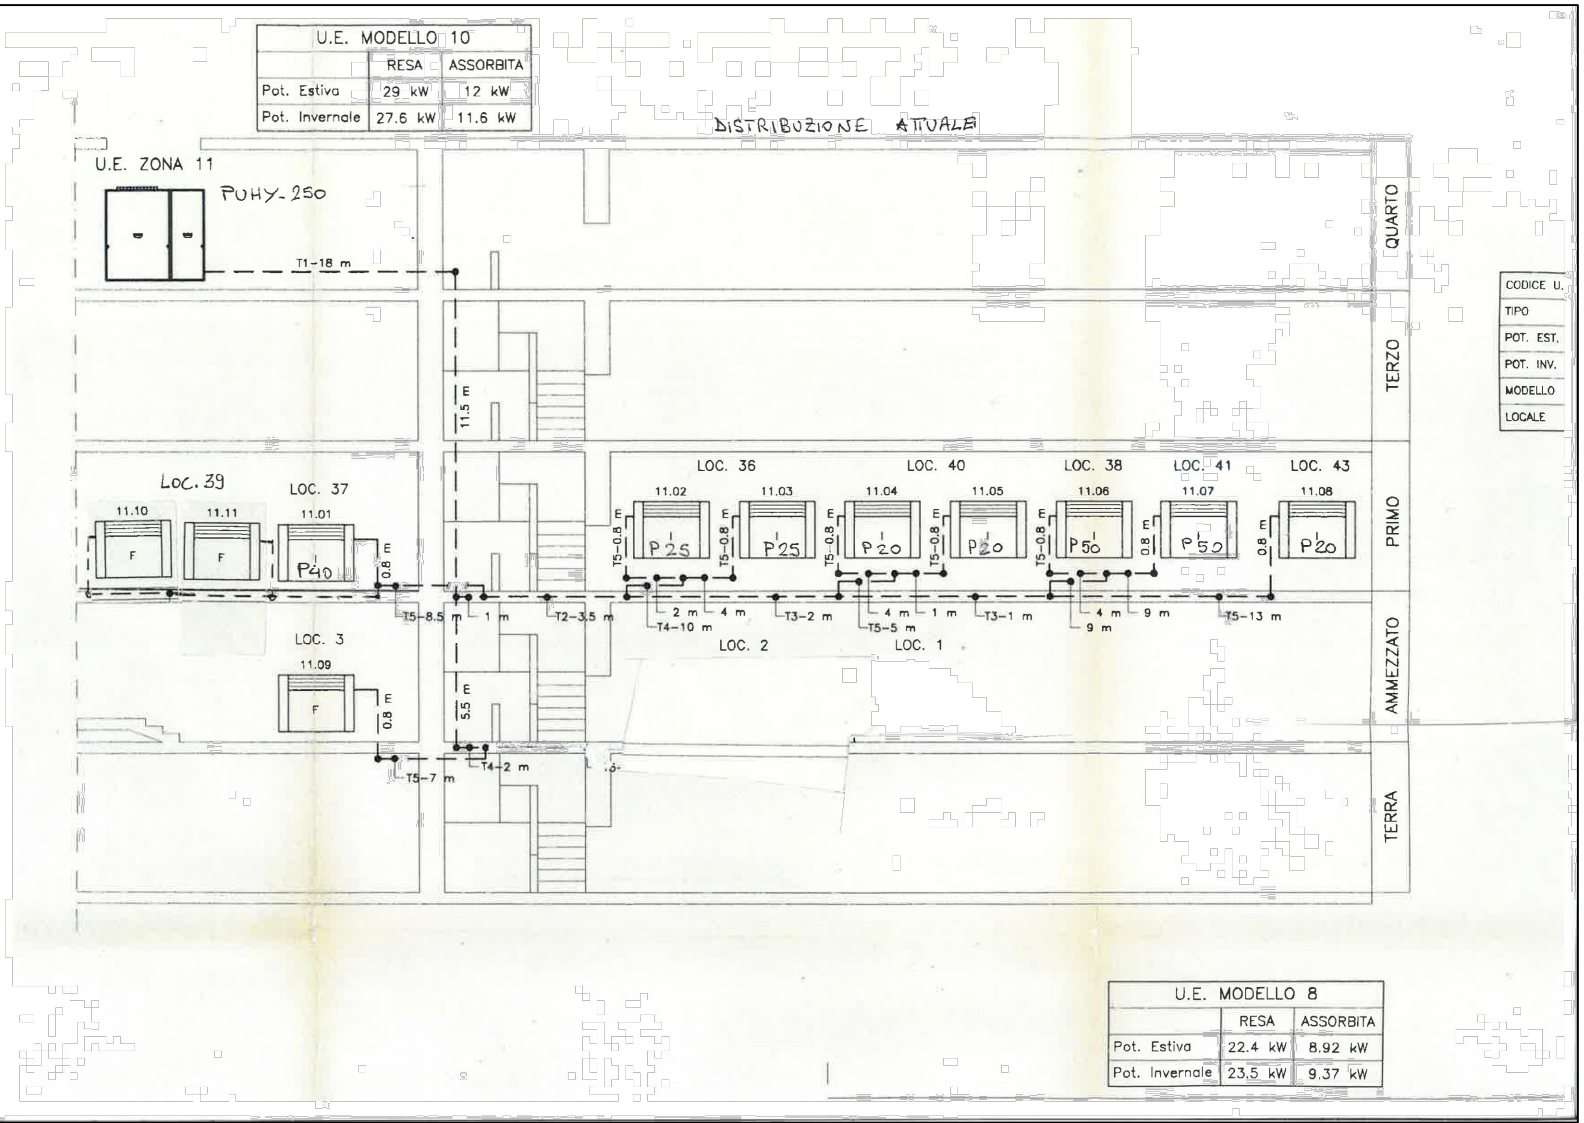 U.E. MODELLO 10
RESA ASSORBITA
Pot. Estiva 29 kW 12 kW
Pot. Invernale 27.6 kW 11.6 kW
DISTRIBUZIONE ATTUALE
U.E. ZONA 11
PUHY-250
T1-18 m
QUARTO
CODICE U.
TIPO
POT. EST.
POT. INV.
MODELLO
LOCALE
TERZO
11.5 m
LOC. 39
LOC. 37
LOC. 36
LOC. 40
LOC. 38
LOC. 41
LOC. 43
11.10
11.11
11.01
11.02
11.03
11.04
11.05
11.06
11.07
11.08
F
F
I
P40
I
P25
I
P25
I
P20
I
P20
I
P50
I
P50
I
P20
0.8 m
T5-0.8 m
T5-0.8 m
T5-0.8 m
T5-0.8 m
T5-0.8 m
0.8 m
0.8 m
PRIMO
T5-8.5 m
1 m
T2-3.5 m
2 m
4 m
T4-10 m
T3-2 m
4 m
1 m
T5-5 m
T3-1 m
4 m
9 m
9 m
T5-13 m
LOC. 3
LOC. 2
LOC. 1
11.09
F
0.8 m
5.5 m
AMMEZZATO
T5-7 m
T4-2 m
TERRA
U.E. MODELLO 8
RESA ASSORBITA
Pot. Estiva 22.4 kW 8.92 kW
Pot. Invernale 23.5 kW 9.37 kW